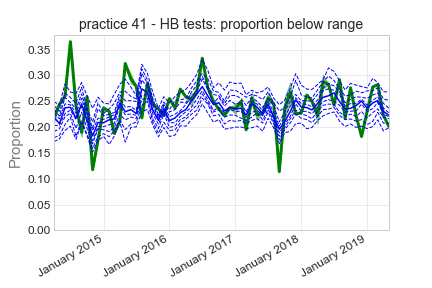 practice 41 - HB tests: proportion below range
Proportion
0.35
0.30
0.25
0.20
0.15
0.10
0.05
0.00
January 2015
January 2016
January 2017
January 2018
January 2019